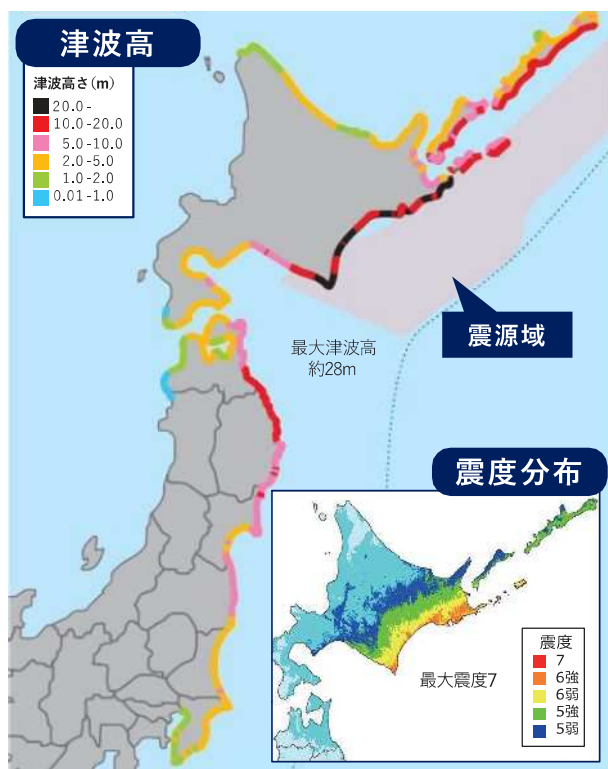 津波高
津波高さ(m)
20.0-
10.0-20.0
5.0-10.0
2.0-5.0
1.0-2.0
0.01-1.0
震源域
最大津波高
約28m
震度分布
最大震度7
震度
7
6強
6弱
5強
5弱